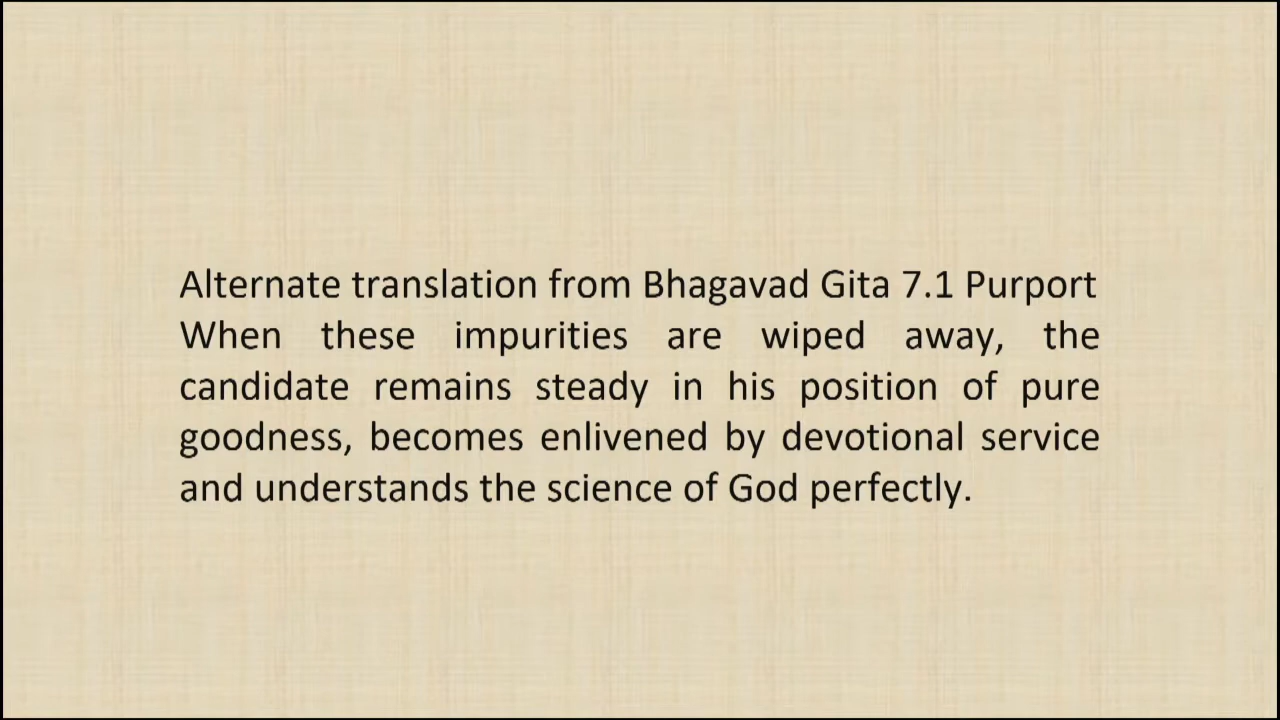 Alternate translation from Bhagavad Gita 7.1 Purport
When these impurities are wiped away, the
candidate remains steady in his position of pure
goodness, becomes enlivened by devotional service
and understands the science of God perfectly.